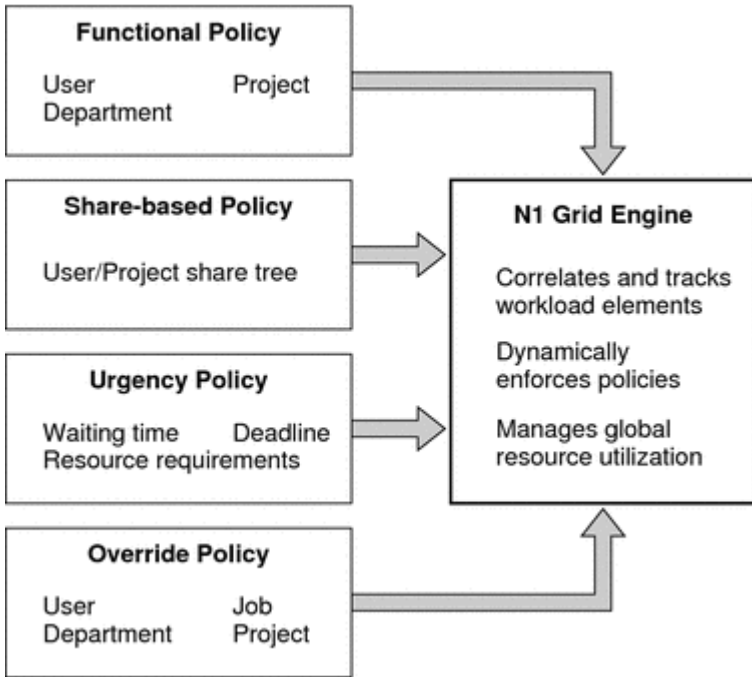 Functional Policy
User Project
Department
Share-based Policy
User/Project share tree
Urgency Policy
Waiting time Deadline
Resource requirements
Override Policy
User Job
Department Project
N1 Grid Engine
Correlates and tracks
workload elements
Dynamically
enforces policies
Manages global
resource utilization